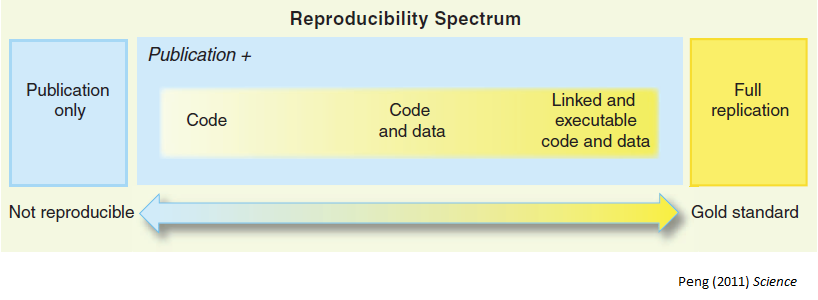 Reproducibility Spectrum
Publication
only
Publication +
Code
Code
and data
Linked and
executable
code and data
Full
replication
Not reproducible
Gold standard
Peng (2011) Science